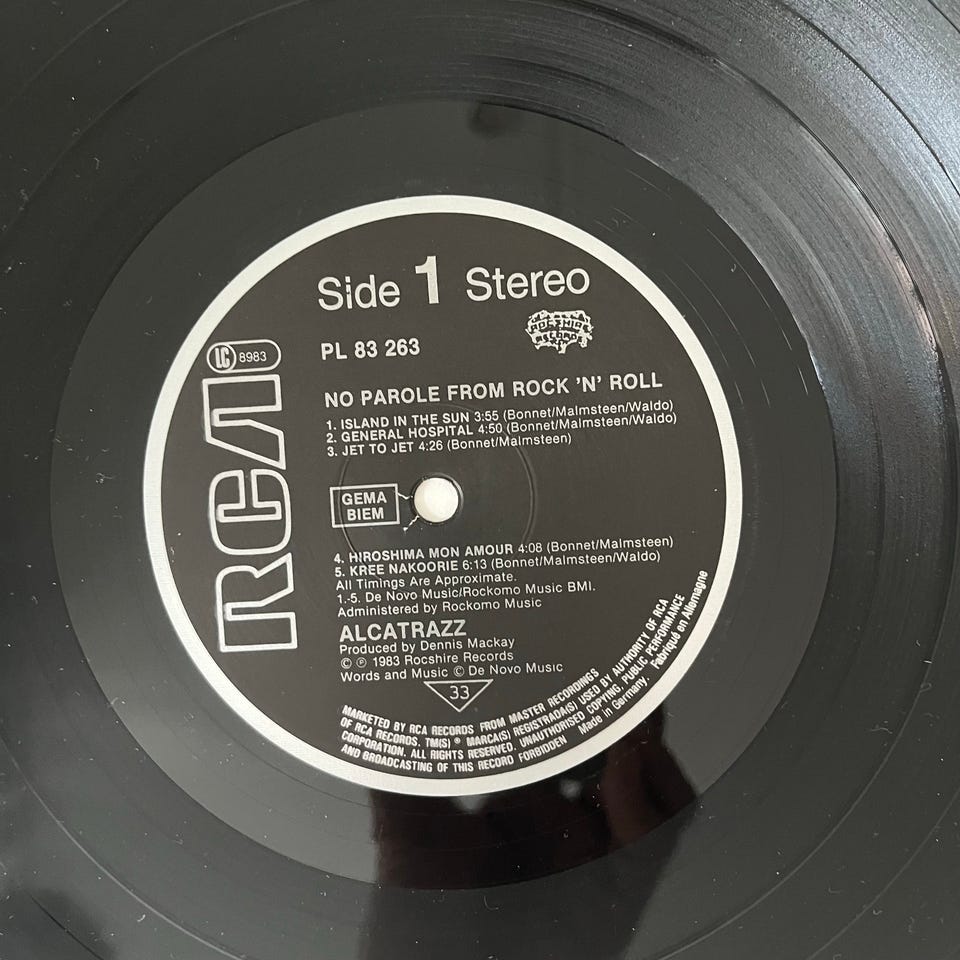 Side 1 Stereo
ROCSHIRE
RECORDS
PL 83 263
LC 8983
RCA
NO PAROLE FROM ROCK 'N' ROLL
1. ISLAND IN THE SUN 3:55 (Bonnet/Malmsteen/Waldo)
2. GENERAL HOSPITAL 4:50 (Bonnet/Malmsteen/Waldo)
3. JET TO JET 4:26 (Bonnet/Malmsteen)
GEMA
BIEM
4. HIROSHIMA MON AMOUR 4:08 (Bonnet/Malmsteen)
5. KREE NAKOORIE 6:13 (Bonnet/Malmsteen/Waldo)
All Timings Are Approximate.
1.-5. De Novo Music/Rockomo Music BMI.
Administered by Rockomo Music
ALCATRAZZ
Produced by Dennis Mackay
© ℗ 1983 Rocshire Records
Words and Music © De Novo Music
33
MARKETED BY RCA RECORDS FROM MASTER RECORDINGS
OF RCA RECORDS. TM(S) ® MARCA(S) REGISTRADA(S) USED BY AUTHORITY OF RCA
CORPORATION. ALL RIGHTS RESERVED. UNAUTHORISED COPYING, PUBLIC PERFORMANCE
AND BROADCASTING OF THIS RECORD FORBIDDEN Made in Germany. Fabriqué en Allemagne